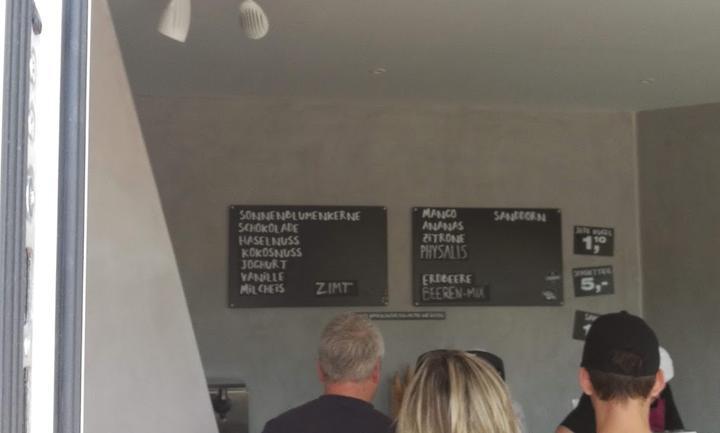 SONNENBLUMENKERNE
SCHOKOLADE
HASELNUSS
KOKOSNUSS
JOGHURT
VANILLE
MILCHEIS
ZIMT
MANGO
SANDDORN
ANANAS
ZITRONE
PHYSALIS
ERDBEERE
BEEREN-MIX
JEDE KUGEL
1,10
5,-